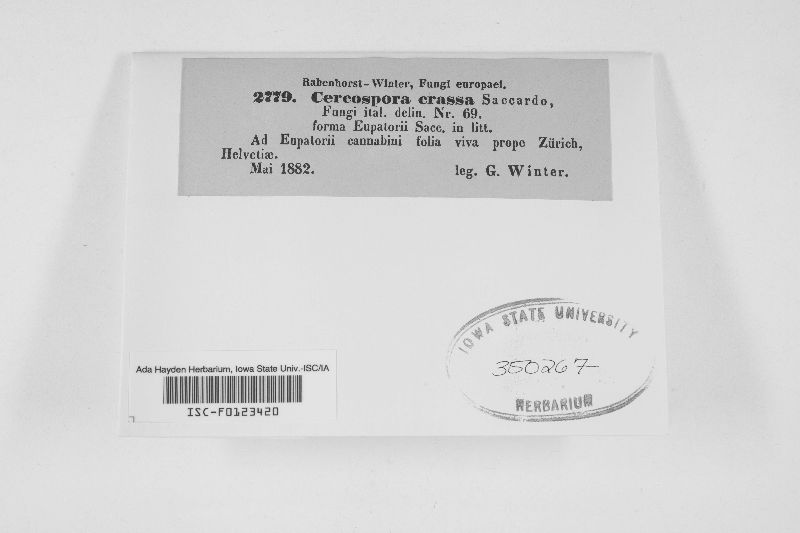 Rabenhorst-Winter, Fungi europaei.
2779. Cercospora crassa Saccardo,
Fungi ital. delin. Nr. 69.
forma Eupatorii Sacc. in litt.
Ad Eupatorii cannabini folia viva prope Zürich,
Helvetiæ.
Mai 1882. leg. G. Winter.
IOWA STATE UNIVERSITY
350267
HERBARIUM
Ada Hayden Herbarium, Iowa State Univ.-ISC/IA
ISC-F0123420